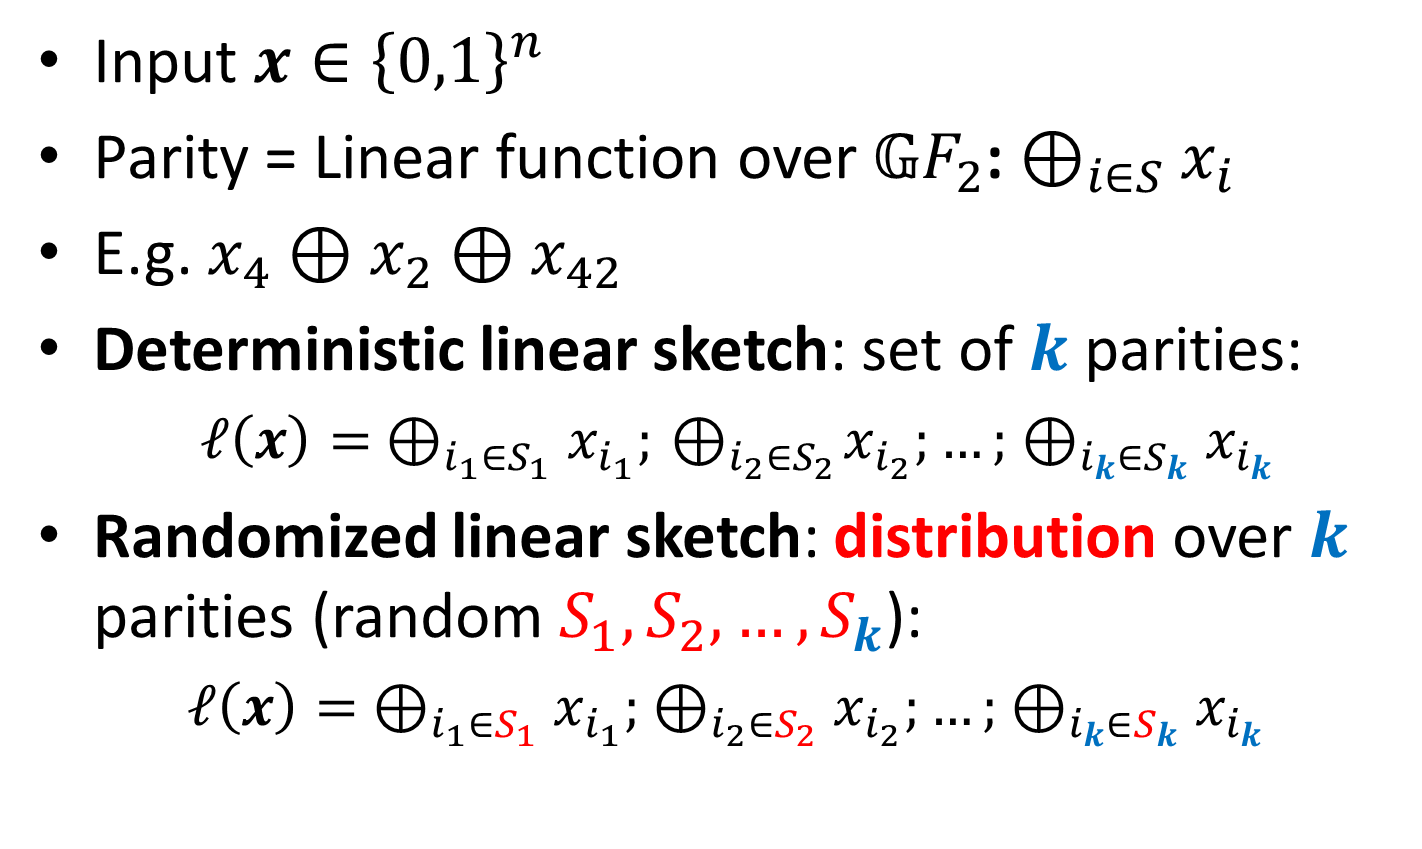 • Input 𝒙 ∈ {0,1}ⁿ
• Parity = Linear function over 𝔾F₂: ⨁_{i∈S} x_i
• E.g. x₄ ⨁ x₂ ⨁ x₄₂
• Deterministic linear sketch: set of 𝒌 parities:
ℓ(𝒙) = ⨁_{i₁∈S₁} x_{i₁}; ⨁_{i₂∈S₂} x_{i₂}; … ; ⨁_{i_𝒌∈S_𝒌} x_{i_𝒌}
• Randomized linear sketch: distribution over 𝒌
parities (random S₁, S₂, … , S_𝒌):
ℓ(𝒙) = ⨁_{i₁∈S₁} x_{i₁}; ⨁_{i₂∈S₂} x_{i₂}; … ; ⨁_{i_𝒌∈S_𝒌} x_{i_𝒌}